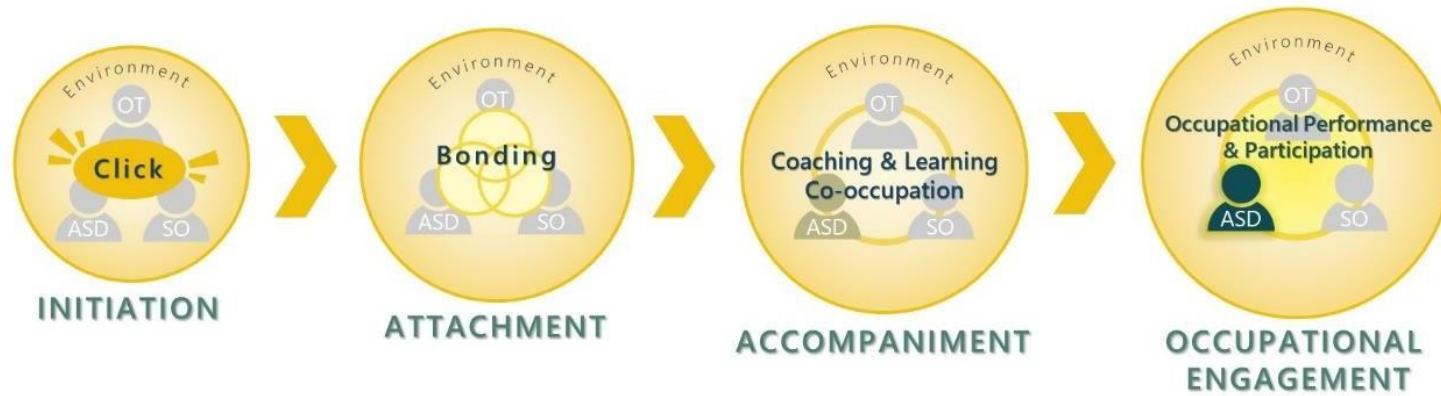 Environment
OT
Click
ASD
SO
INITIATION
Environment
OT
Bonding
ASD
SO
ATTACHMENT
Environment
OT
Coaching & Learning
Co-occupation
ASD
SO
ACCOMPANIMENT
Environment
OT
Occupational Performance
& Participation
ASD
SO
OCCUPATIONAL
ENGAGEMENT